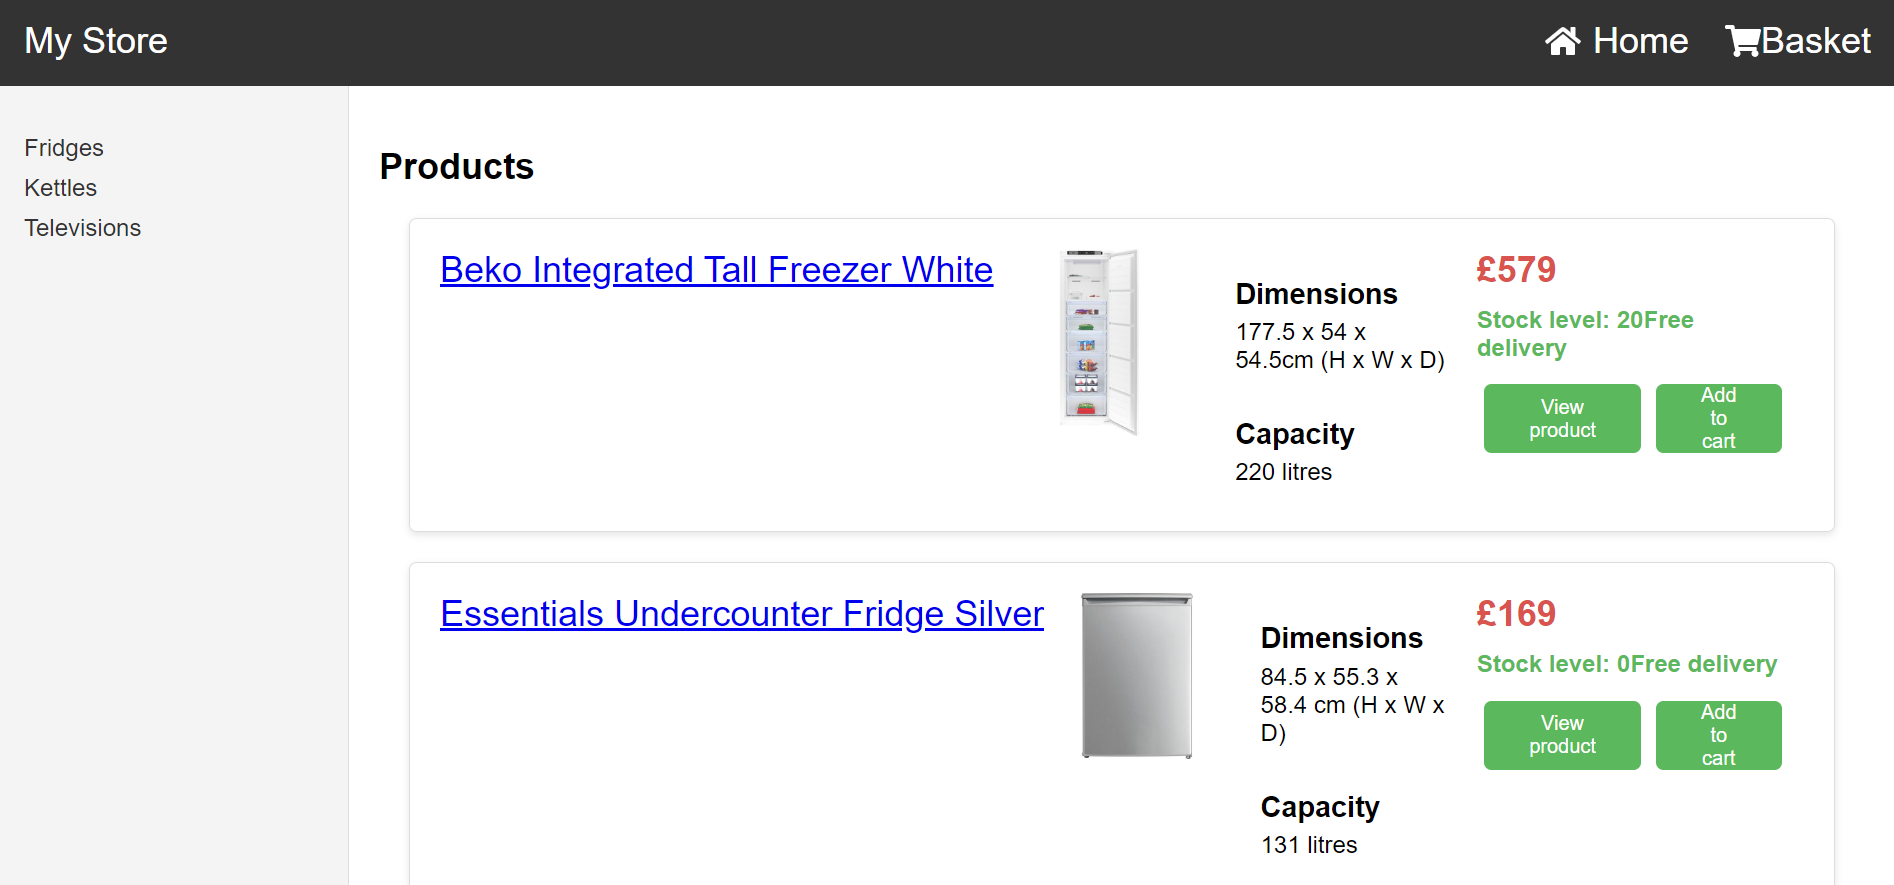 My Store
Home
Basket
Fridges
Kettles
Televisions
Products
Beko Integrated Tall Freezer White
Dimensions
177.5 x 54 x
54.5cm (H x W x D)
Capacity
220 litres
£579
Stock level: 20Free
delivery
View
product
Add
to
cart
Essentials Undercounter Fridge Silver
Dimensions
84.5 x 55.3 x
58.4 cm (H x W x
D)
Capacity
131 litres
£169
Stock level: 0Free delivery
View
product
Add
to
cart